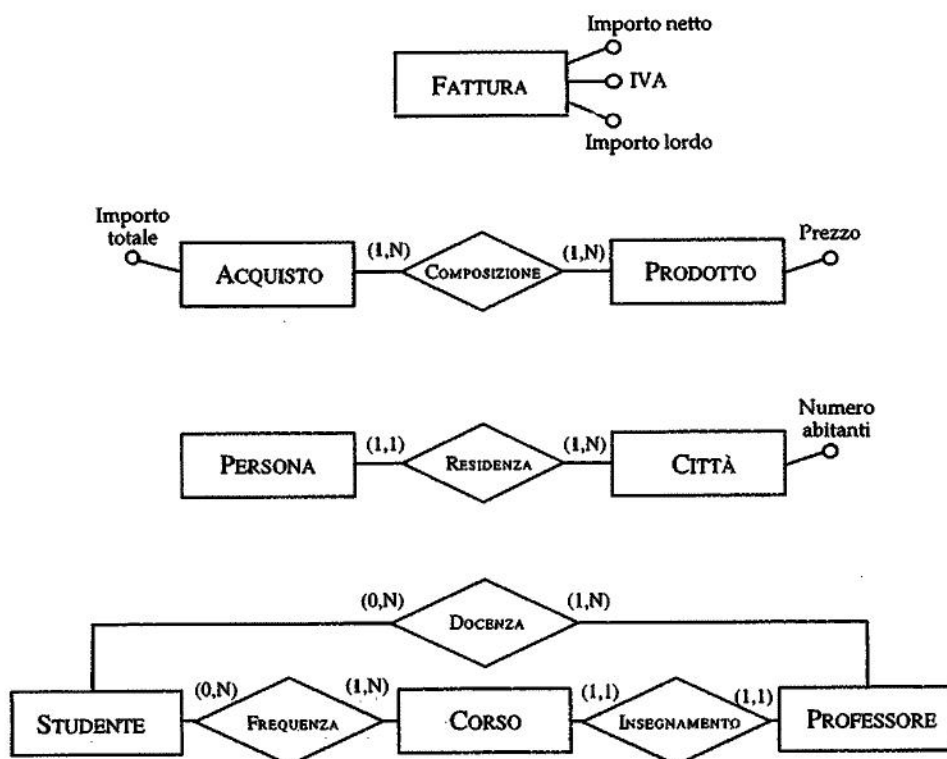 Importo netto
FATTURA
IVA
Importo lordo
Importo
totale
(1,N)
(1,N)
Prezzo
ACQUISTO
COMPOSIZIONE
PRODOTTO
Numero
abitanti
(1,1)
(1,N)
PERSONA
RESIDENZA
CITTÀ
(0,N)
(1,N)
DOCENZA
(0,N)
(1,N)
(1,1)
(1,1)
STUDENTE
FREQUENZA
CORSO
INSEGNAMENTO
PROFESSORE